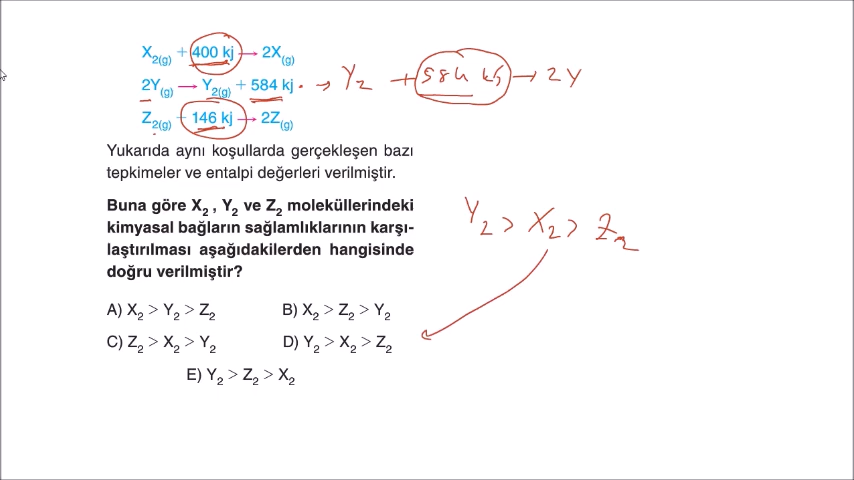 X2(g) + 400 kj → 2X(g)
2Y(g) → Y2(g) + 584 kj → Y2 + 584 kj → 2Y
Z2(g) + 146 kj → 2Z(g)
Yukarıda aynı koşullarda gerçekleşen bazı
tepkimeler ve entalpi değerleri verilmiştir.
Buna göre X2 , Y2 ve Z2 moleküllerindeki
kimyasal bağların sağlamlıklarının karşı-
laştırılması aşağıdakilerden hangisinde
doğru verilmiştir?
Y2 > X2 > Z2
A) X2 > Y2 > Z2 B) X2 > Z2 > Y2
C) Z2 > X2 > Y2 D) Y2 > X2 > Z2
E) Y2 > Z2 > X2